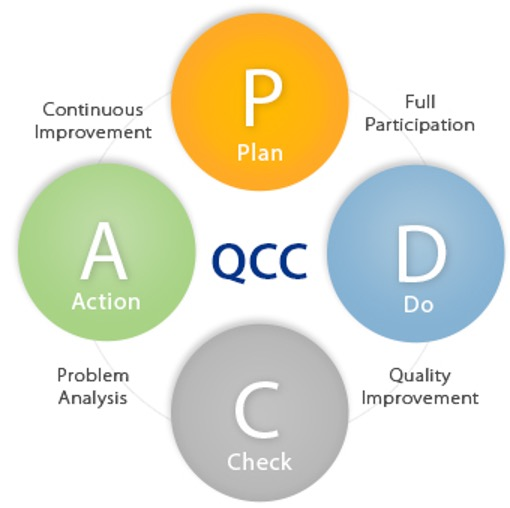 P
Plan
Continuous
Improvement
Full
Participation
A
Action
QCC
D
Do
Problem
Analysis
Quality
Improvement
C
Check